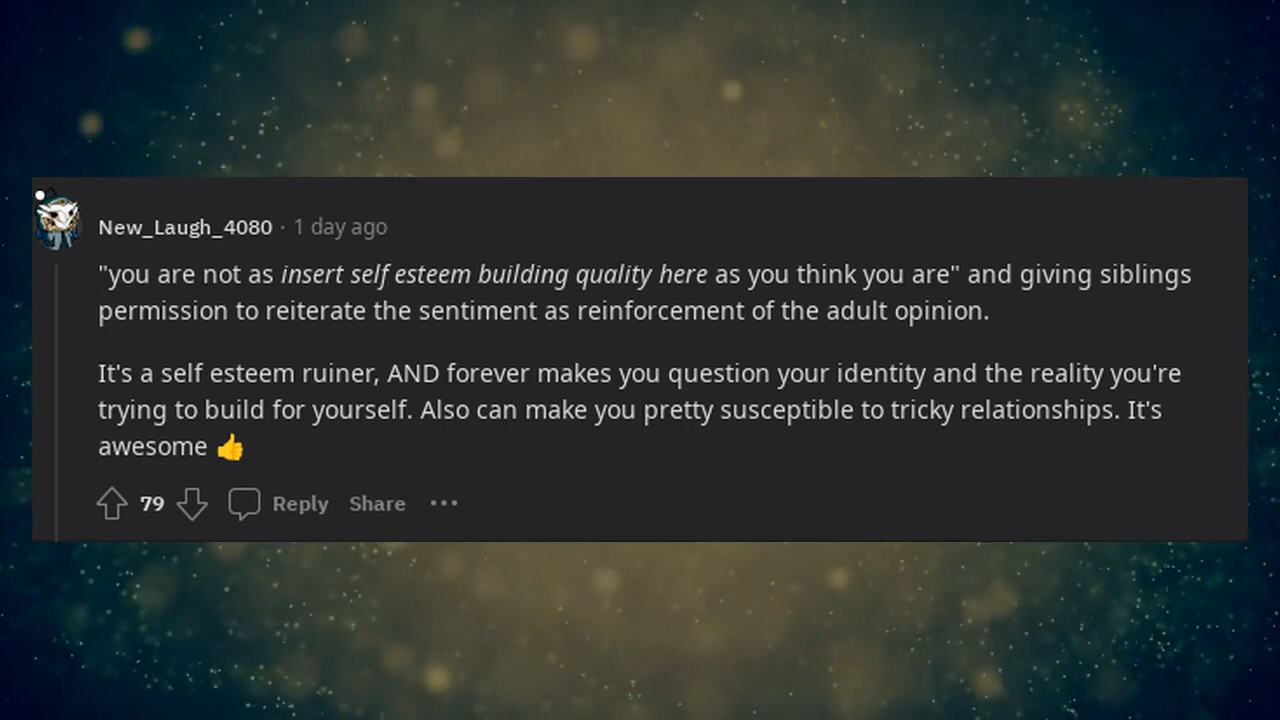 New_Laugh_4080 · 1 day ago
"you are not as insert self esteem building quality here as you think you are" and giving siblings
permission to reiterate the sentiment as reinforcement of the adult opinion.
It's a self esteem ruiner, AND forever makes you question your identity and the reality you're
trying to build for yourself. Also can make you pretty susceptible to tricky relationships. It's
awesome 👍
79 Reply Share ···